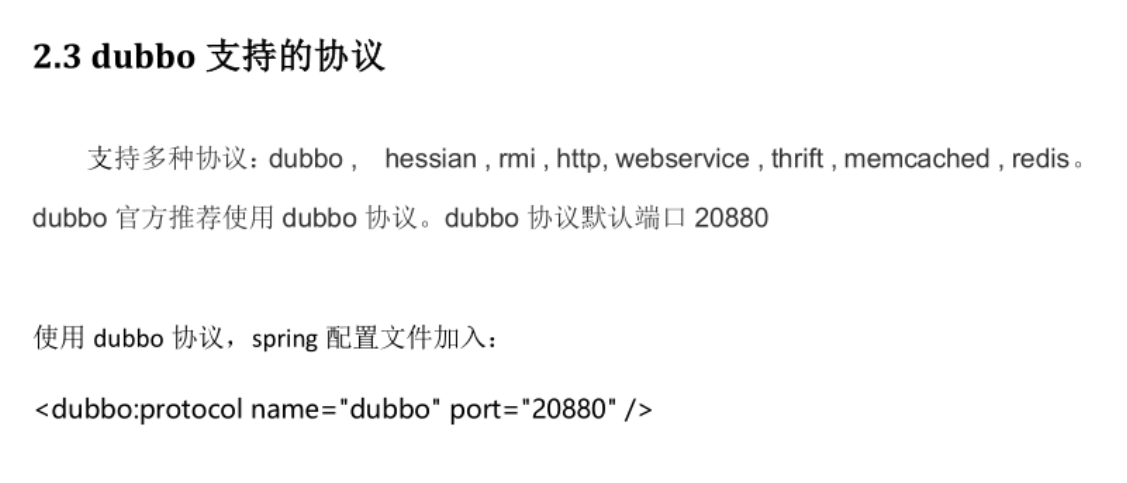 2.3 dubbo 支持的协议
支持多种协议：dubbo ， hessian , rmi , http, webservice , thrift , memcached , redis。
dubbo 官方推荐使用 dubbo 协议。dubbo 协议默认端口 20880
使用 dubbo 协议，spring 配置文件加入：
<dubbo:protocol name="dubbo" port="20880" />